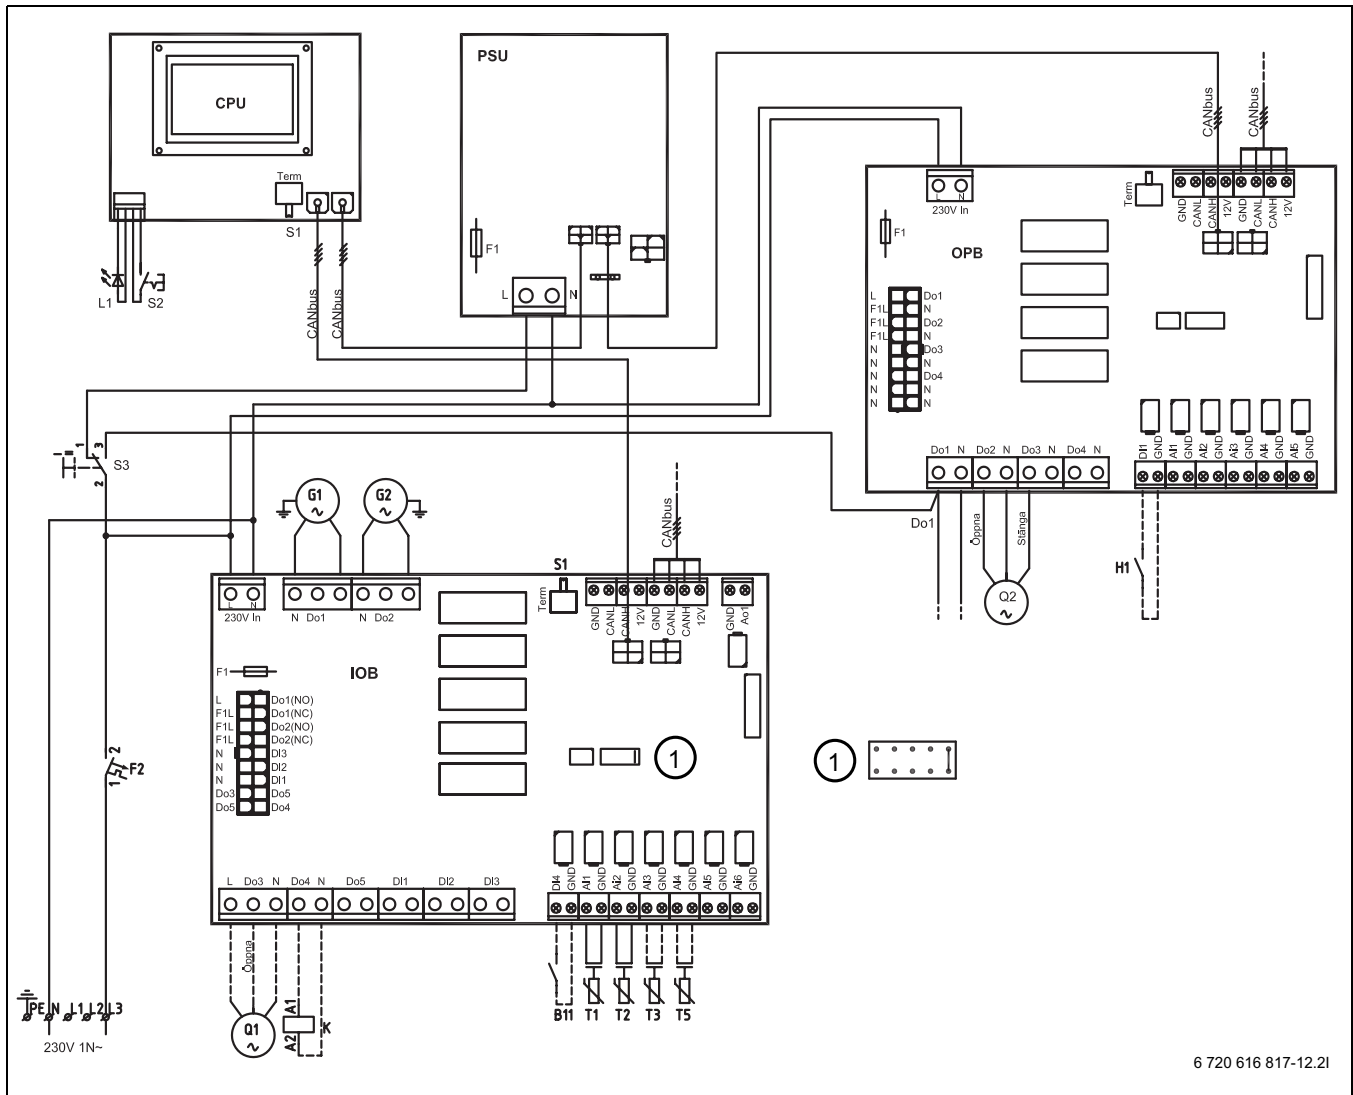 CPU
Term
S1
L1
S2
CANbus
CANbus
PSU
F1
L
N
CANbus
CANbus
L
N
230V In
F1
OPB
Term
GND
CANL
CANH
12V
GND
CANL
CANH
12V
L Do1
F1L N
F1L Do2
F1L N
N Do3
N N
N Do4
N N
N N
Do1 N Do2 N Do3 N Do4 N
DI1
GND
AI1
GND
AI2
GND
AI3
GND
AI4
GND
AI5
GND
Do1
Öppna
Stänga
Q2
~
H1
1
3
2
S3
G1
~
G2
~
CANbus
S1
Term
L
N
230V In
N Do1
N Do2
GND
CANL
CANH
12V
GND
CANL
CANH
12V
GND
Ao1
F1
IOB
L Do1(NO)
F1L Do1(NC)
F1L Do2(NO)
F1L Do2(NC)
N DI3
N DI2
N DI1
Do3 Do5
Do5 Do4
1
1
2
F2
1
L Do3 N Do4 N Do5 DI1 DI2 DI3
DI4
GND
AI1
GND
AI2
GND
AI3
GND
AI4
GND
AI5
GND
AI6
GND
Öppna
Q1
~
A1
A2
K
B11 T1 T2 T3 T5
PE N L1 L2 L3
230V 1N~
6 720 616 817-12.2I